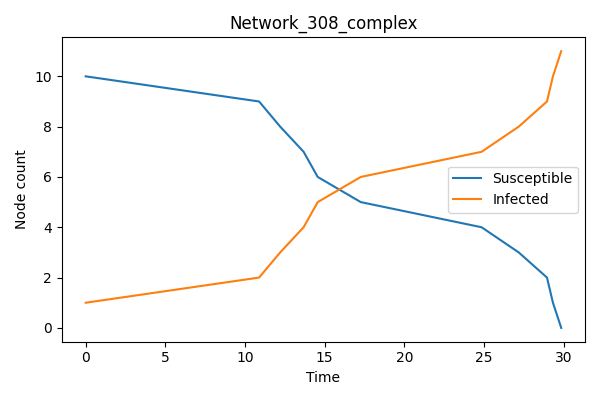 Network_308_complex
Node count
10
8
6
4
2
0
Susceptible
Infected
0 5 10 15 20 25 30
Time